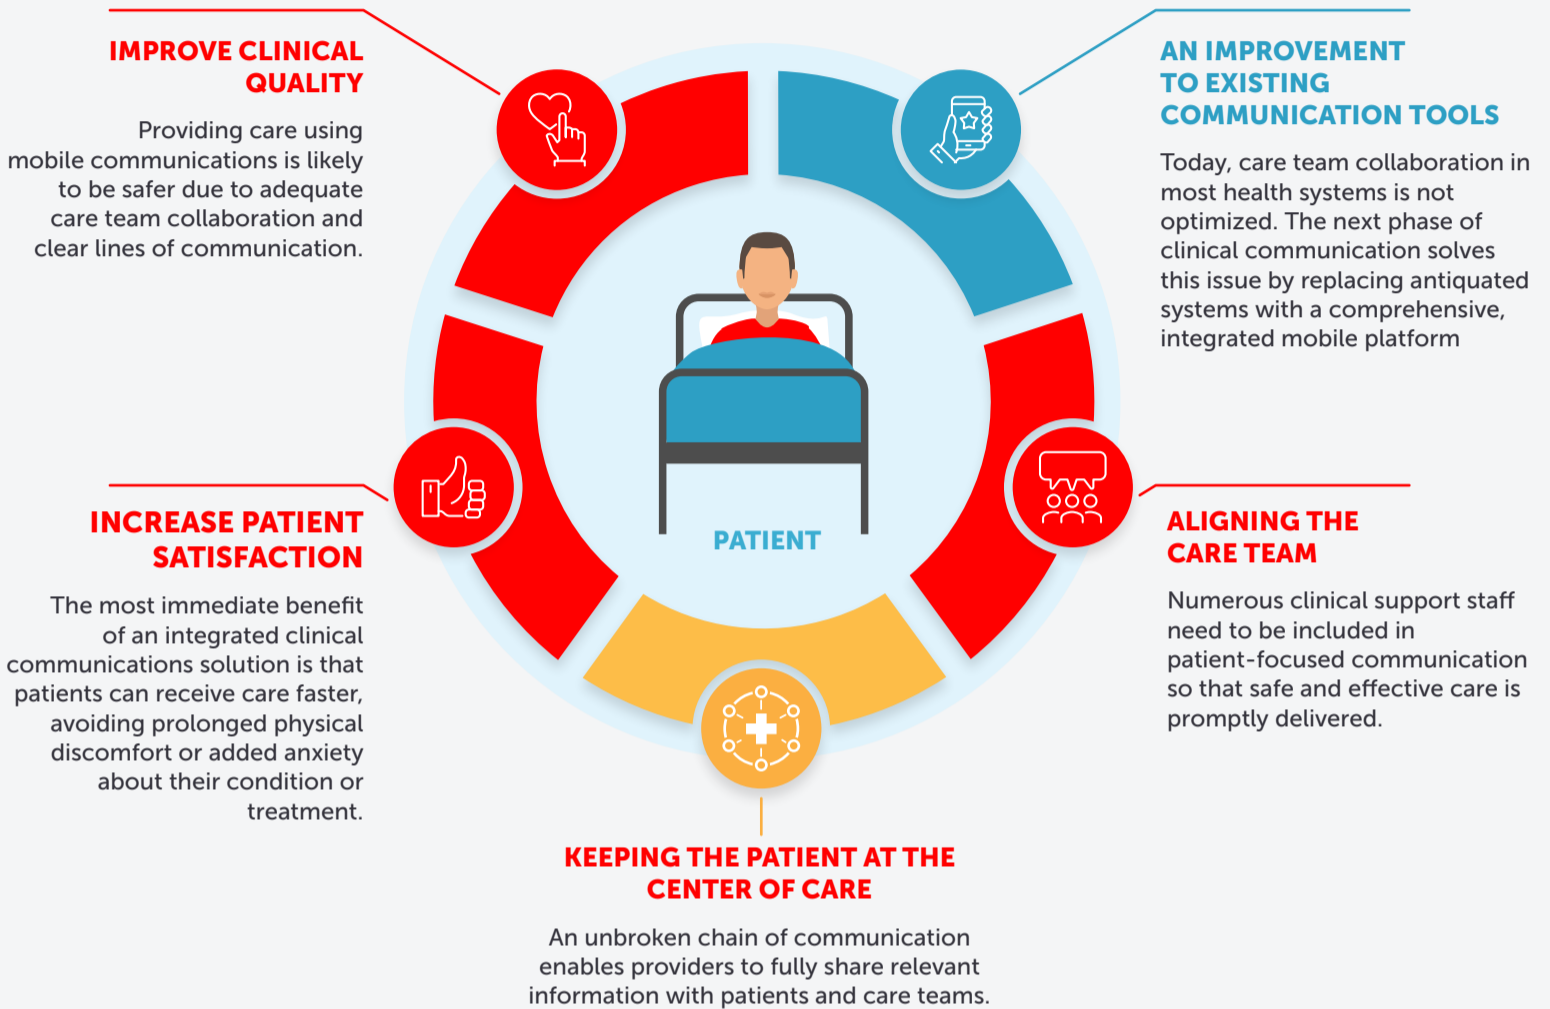 IMPROVE CLINICAL
QUALITY
Providing care using
mobile communications is likely
to be safer due to adequate
care team collaboration and
clear lines of communication.
AN IMPROVEMENT
TO EXISTING
COMMUNICATION TOOLS
Today, care team collaboration in
most health systems is not
optimized. The next phase of
clinical communication solves
this issue by replacing antiquated
systems with a comprehensive,
integrated mobile platform
PATIENT
INCREASE PATIENT
SATISFACTION
The most immediate benefit
of an integrated clinical
communications solution is that
patients can receive care faster,
avoiding prolonged physical
discomfort or added anxiety
about their condition or
treatment.
ALIGNING THE
CARE TEAM
Numerous clinical support staff
need to be included in
patient-focused communication
so that safe and effective care is
promptly delivered.
KEEPING THE PATIENT AT THE
CENTER OF CARE
An unbroken chain of communication
enables providers to fully share relevant
information with patients and care teams.